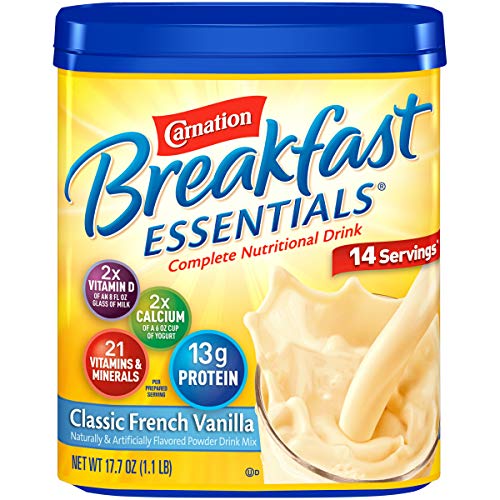 Carnation
Breakfast
ESSENTIALS®
Complete Nutritional Drink
14 Servings*
2x
VITAMIN D
OF AN 8 FL OZ
GLASS OF MILK
2x
CALCIUM
OF A 6 OZ CUP
OF YOGURT
21
VITAMINS &
MINERALS
PER
PREPARED
SERVING
13g
PROTEIN
Classic French Vanilla
Naturally & Artificially Flavored Powder Drink Mix
NET WT 17.7 OZ (1.1 LB)
U D